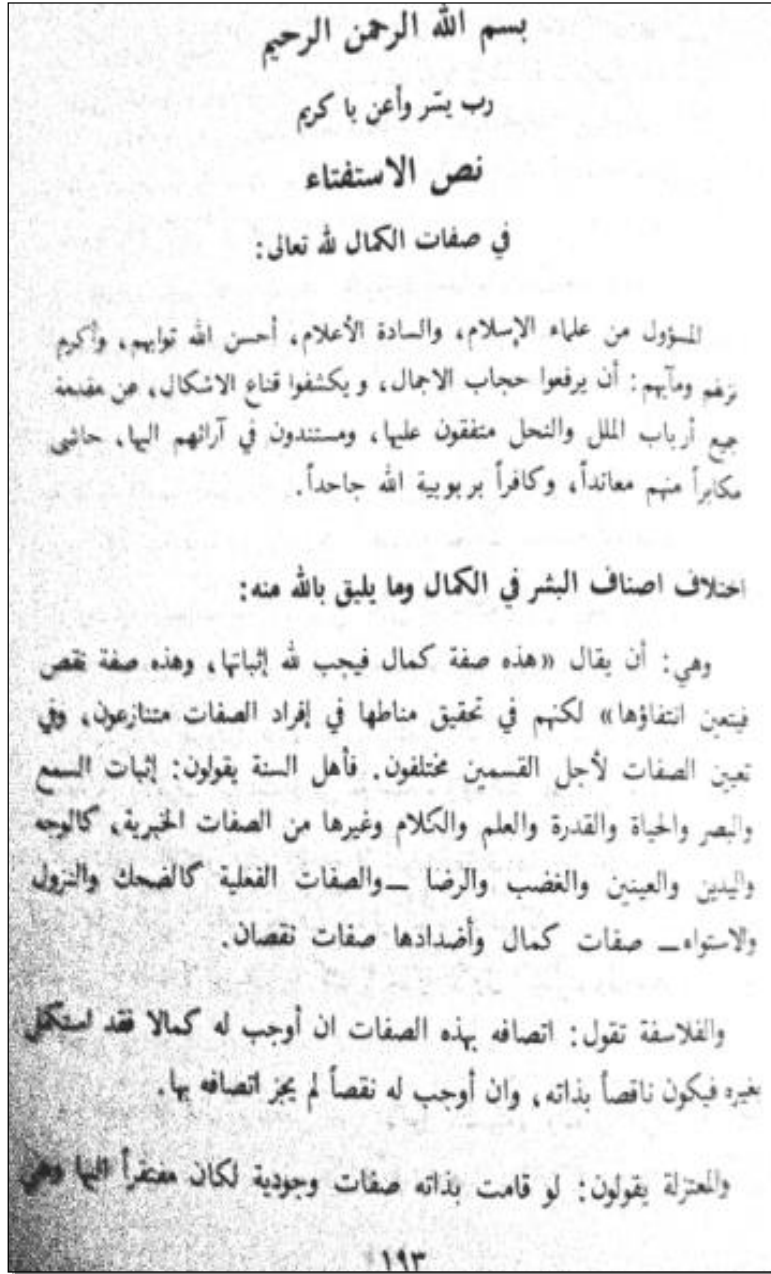 بسم الله الرحمن الرحيم
رب يسّر وأعن يا كريم
نص الاستفتاء
في صفات الكمال لله تعالى:
المسؤول من علماء الإسلام، والسادة الأعلام، أحسن الله ثوابهم، وأكرم
نزلهم ومآبهم: أن يرفعوا حجاب الاجمال، ويكشفوا قناع الاشكال، عن مقدمة
جميع أرباب الملل والنحل متفقون عليها، ومستندون في آرائهم اليها، حاشى
مكابراً منهم معانداً، وكافراً بربوبية الله جاحداً.
اختلاف اصناف البشر في الكمال وما يليق بالله منه:
وهي: أن يقال «هذه صفة كمال فيجب لله إثباتها، وهذه صفة نقص
فيتعين انتفاؤها» لكنهم في تحقيق مناطها في إفراد الصفات متنازعون، وفي
تعيين الصفات لأجل القسمين مختلفون. فأهل السنة يقولون: إثبات السمع
والبصر والحياة والقدرة والعلم والكلام وغيرها من الصفات الخبرية، كالوجه
واليدين والعينين والغضب والرضا ــ والصفات الفعلية كالضحك والنزول
والاستواء ــ صفات كمال وأضدادها صفات نقصان.
والفلاسفة تقول: اتصافه بهذه الصفات ان أوجب له كمالا فقد استكمل
بغيره فيكون ناقصاً بذاته، وان أوجب له نقصاً لم يجز اتصافه بها.
والمعتزلة يقولون: لو قامت بذاته صفات وجودية لكان مفتقراً اليها وهي
١٩٣